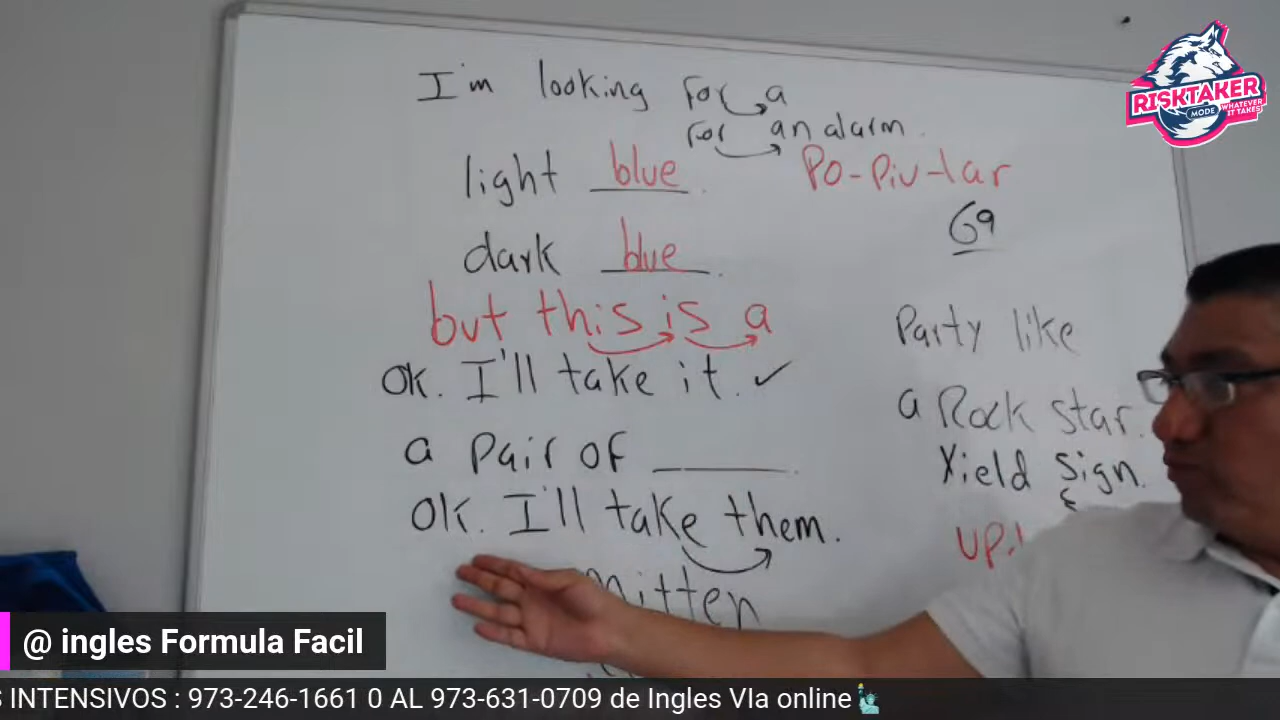 I'm looking for a
for an alarm.
light blue.
Po-piu-lar
69
dark blue.
but this is a
ok. I'll take it. ✓
a pair of ______.
ok. I'll take them.
mitten
Party like
a Rock star.
Yield sign.
RISKTAKER
MODE
WHATEVER
IT TAKES!
@ ingles Formula Facil
S INTENSIVOS : 973-246-1661 0 AL 973-631-0709 de Ingles VIa online